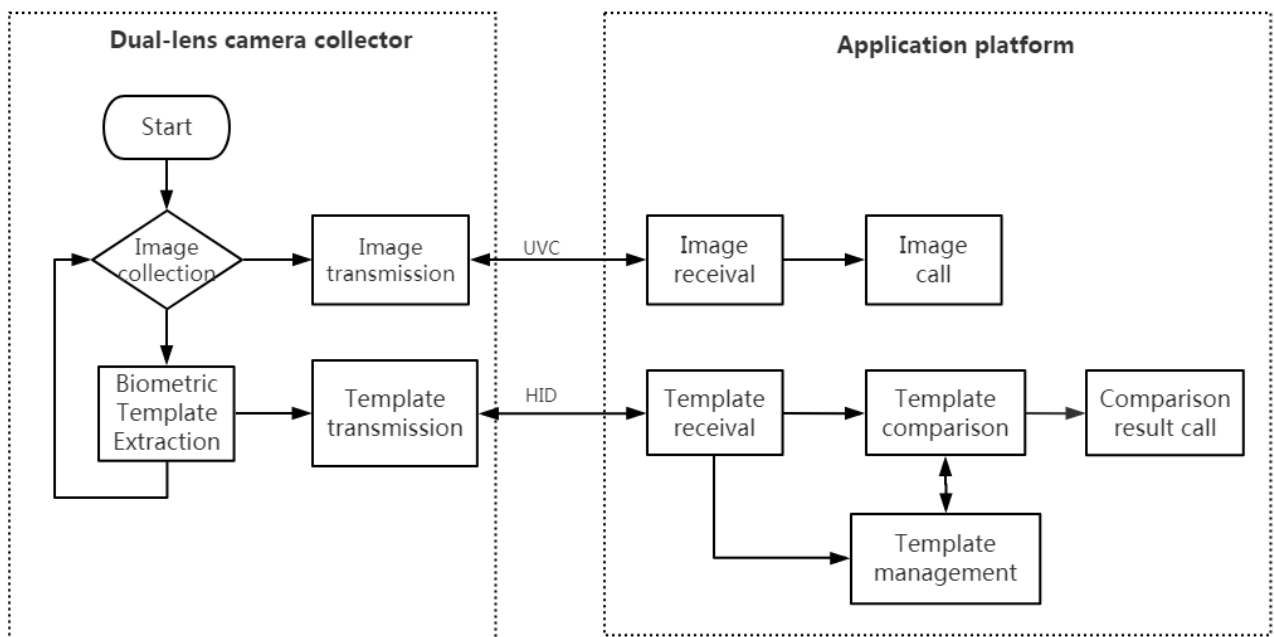 Dual-lens camera collector
Application platform
Start
Image
collection
Image
transmission
UVC
Image
receival
Image
call
Biometric
Template
Extraction
Template
transmission
HID
Template
receival
Template
comparison
Comparison
result call
Template
management